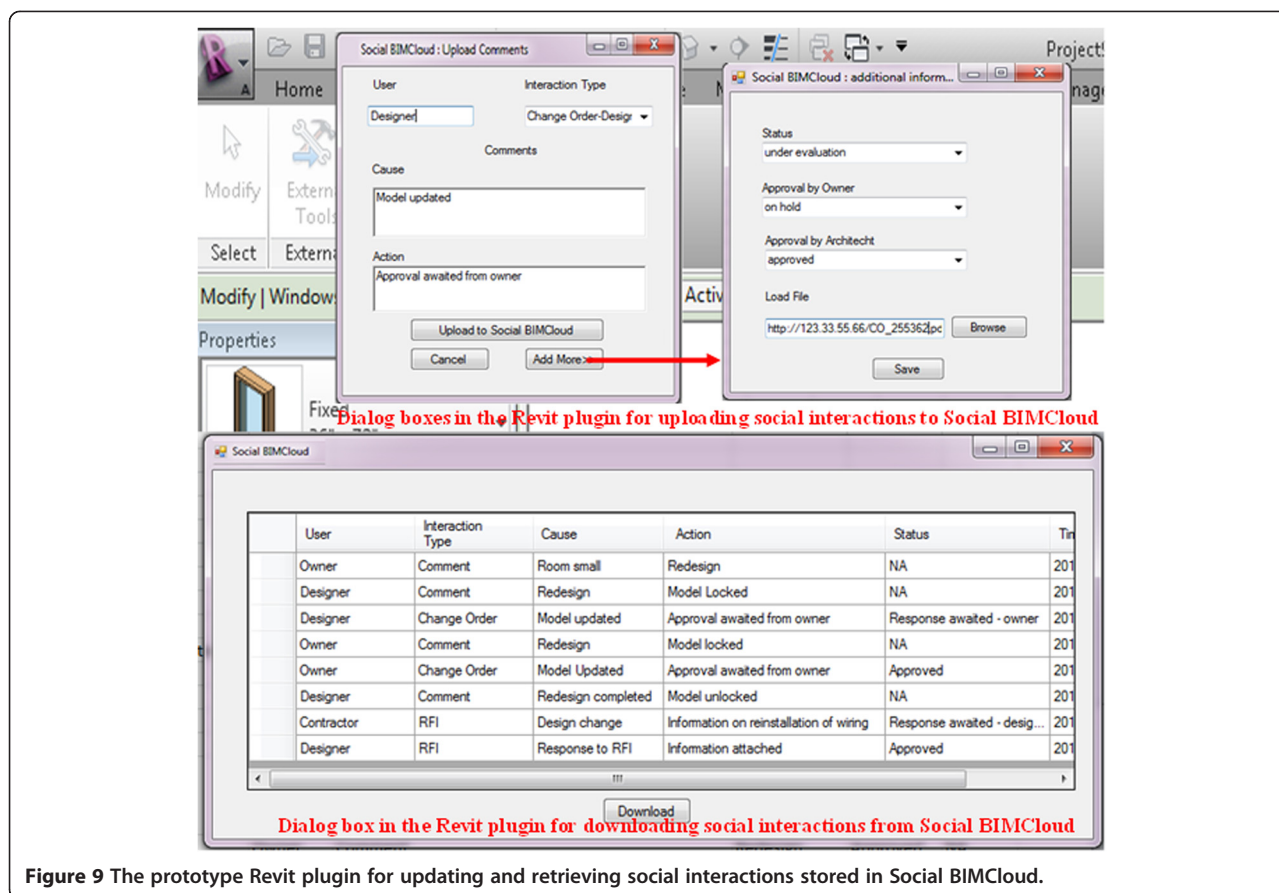 Social BIMCloud : Upload Comments
Project
Home
Social BIMCloud : additional inform...
User Interaction Type
Designer Change Order-Desigr
Comments
Cause
Model updated
Action
Approval awaited from owner
Upload to Social BIMCloud
Cancel Add More>>
Status
under evaluation
Approval by Owner
on hold
Approval by Architecht
approved
Load File
http://123.33.55.66/CO_255362.pc Browse
Save
Modify Extern
Tools
Select Externa
Modify | Window Activ
Properties
Fixed
Dialog boxes in the Revit plugin for uploading social interactions to Social BIMCloud
Social BIMCloud
User Interaction Type Cause Action Status Tin
Owner Comment Room small Redesign NA 201
Designer Comment Redesign Model Locked NA 201
Designer Change Order Model updated Approval awaited from owner Response awaited - owner 201
Owner Comment Redesign Model locked NA 201
Owner Change Order Model Updated Approval awaited from owner Approved 201
Designer Comment Redesign completed Model unlocked NA 201
Contractor RFI Design change Information on reinstallation of wiring Response awaited - desig... 201
Designer RFI Response to RFI Information attached Approved 201
Download
Dialog box in the Revit plugin for downloading social interactions from Social BIMCloud
Figure 9 The prototype Revit plugin for updating and retrieving social interactions stored in Social BIMCloud.